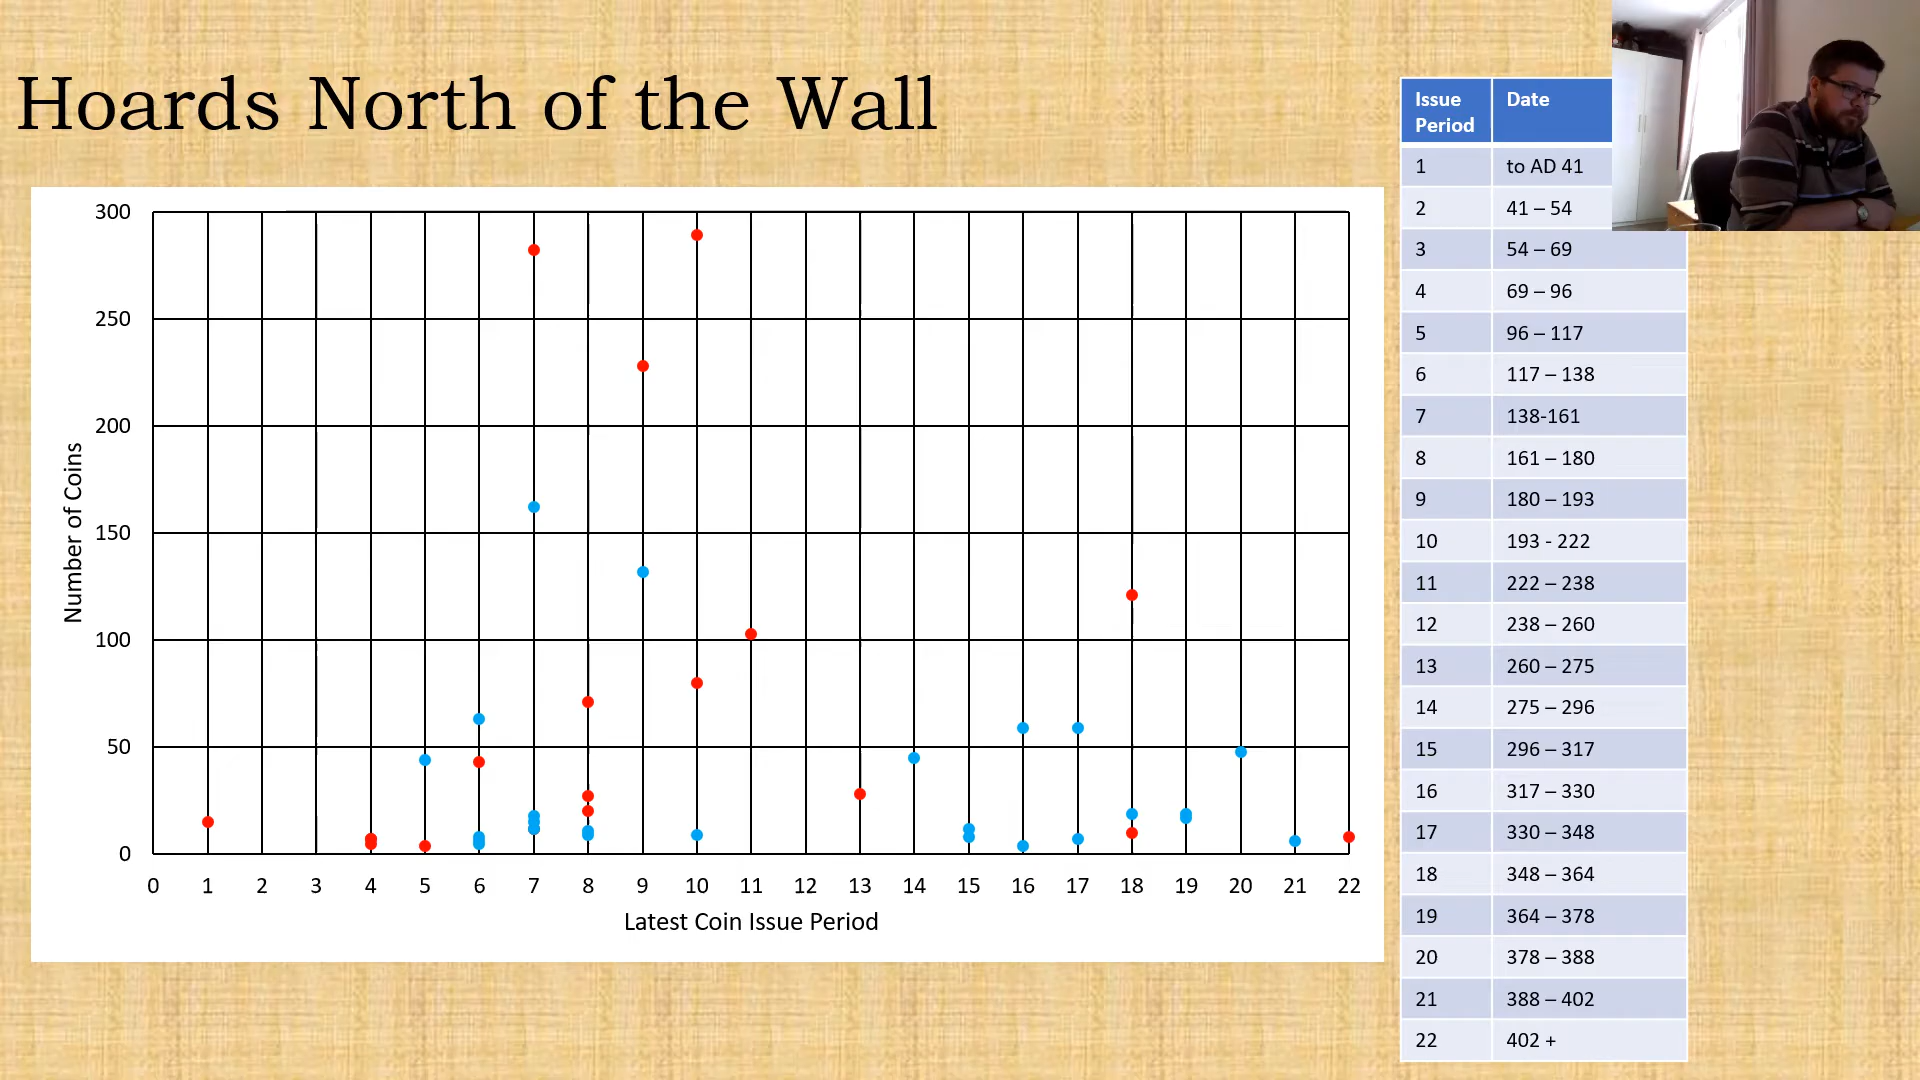 Hoards North of the Wall
300
250
200
150
100
50
0
Number of Coins
0 1 2 3 4 5 6 7 8 9 10 11 12 13 14 15 16 17 18 19 20 21 22
Latest Coin Issue Period
Issue Period Date
1 to AD 41
2 41 – 54
3 54 – 69
4 69 – 96
5 96 – 117
6 117 – 138
7 138-161
8 161 – 180
9 180 – 193
10 193 - 222
11 222 – 238
12 238 – 260
13 260 – 275
14 275 – 296
15 296 – 317
16 317 – 330
17 330 – 348
18 348 – 364
19 364 – 378
20 378 – 388
21 388 – 402
22 402 +